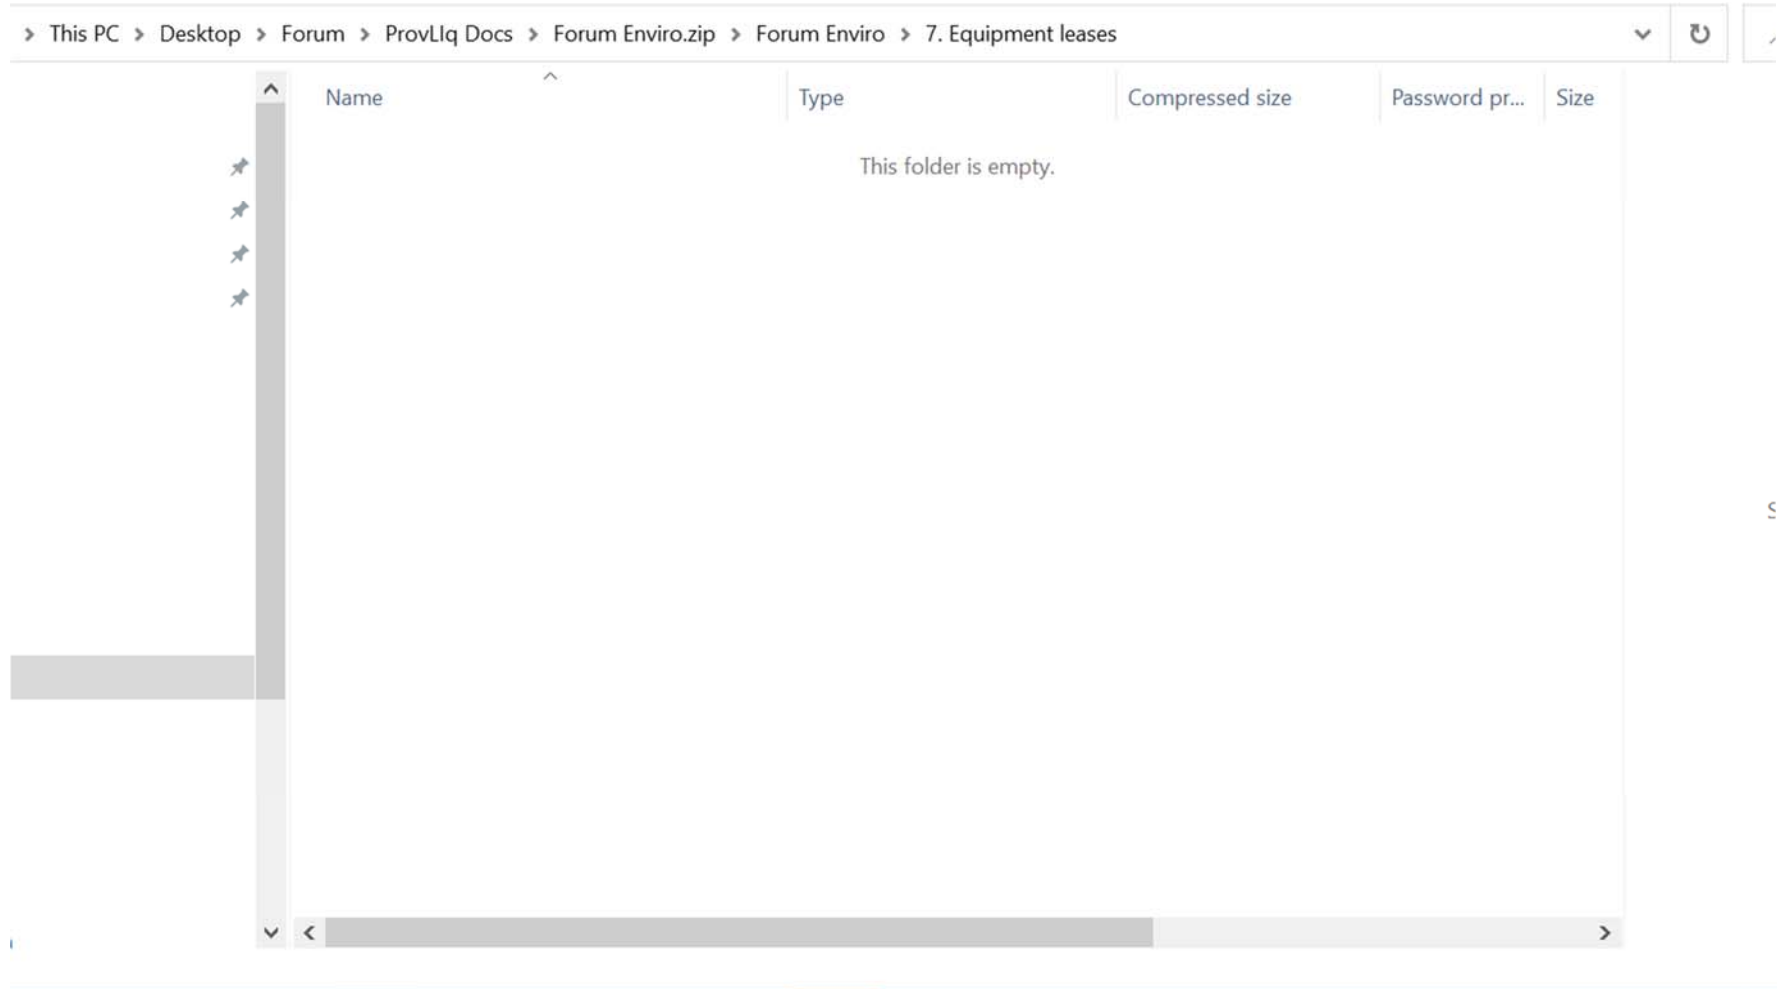 This PC > Desktop > Forum > ProvLIq Docs > Forum Enviro.zip > Forum Enviro > 7. Equipment leases
Name Type Compressed size Password pr... Size
This folder is empty.